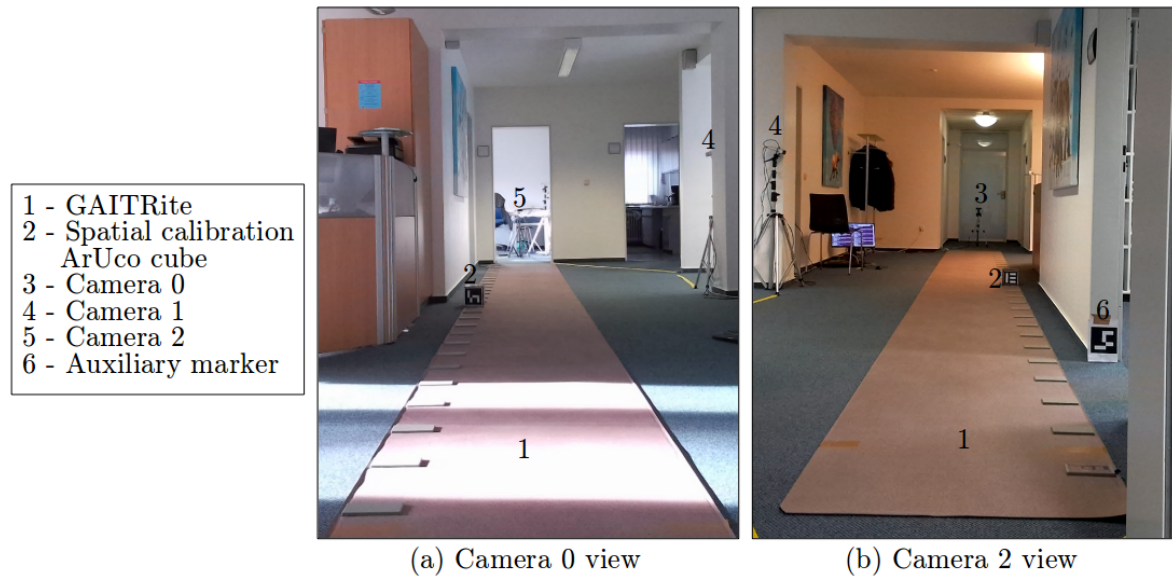 1 - GAITRite
2 - Spatial calibration
ArUco cube
3 - Camera 0
4 - Camera 1
5 - Camera 2
6 - Auxiliary marker
4
5
2
1
(a) Camera 0 view
4
3
2
6
1
(b) Camera 2 view